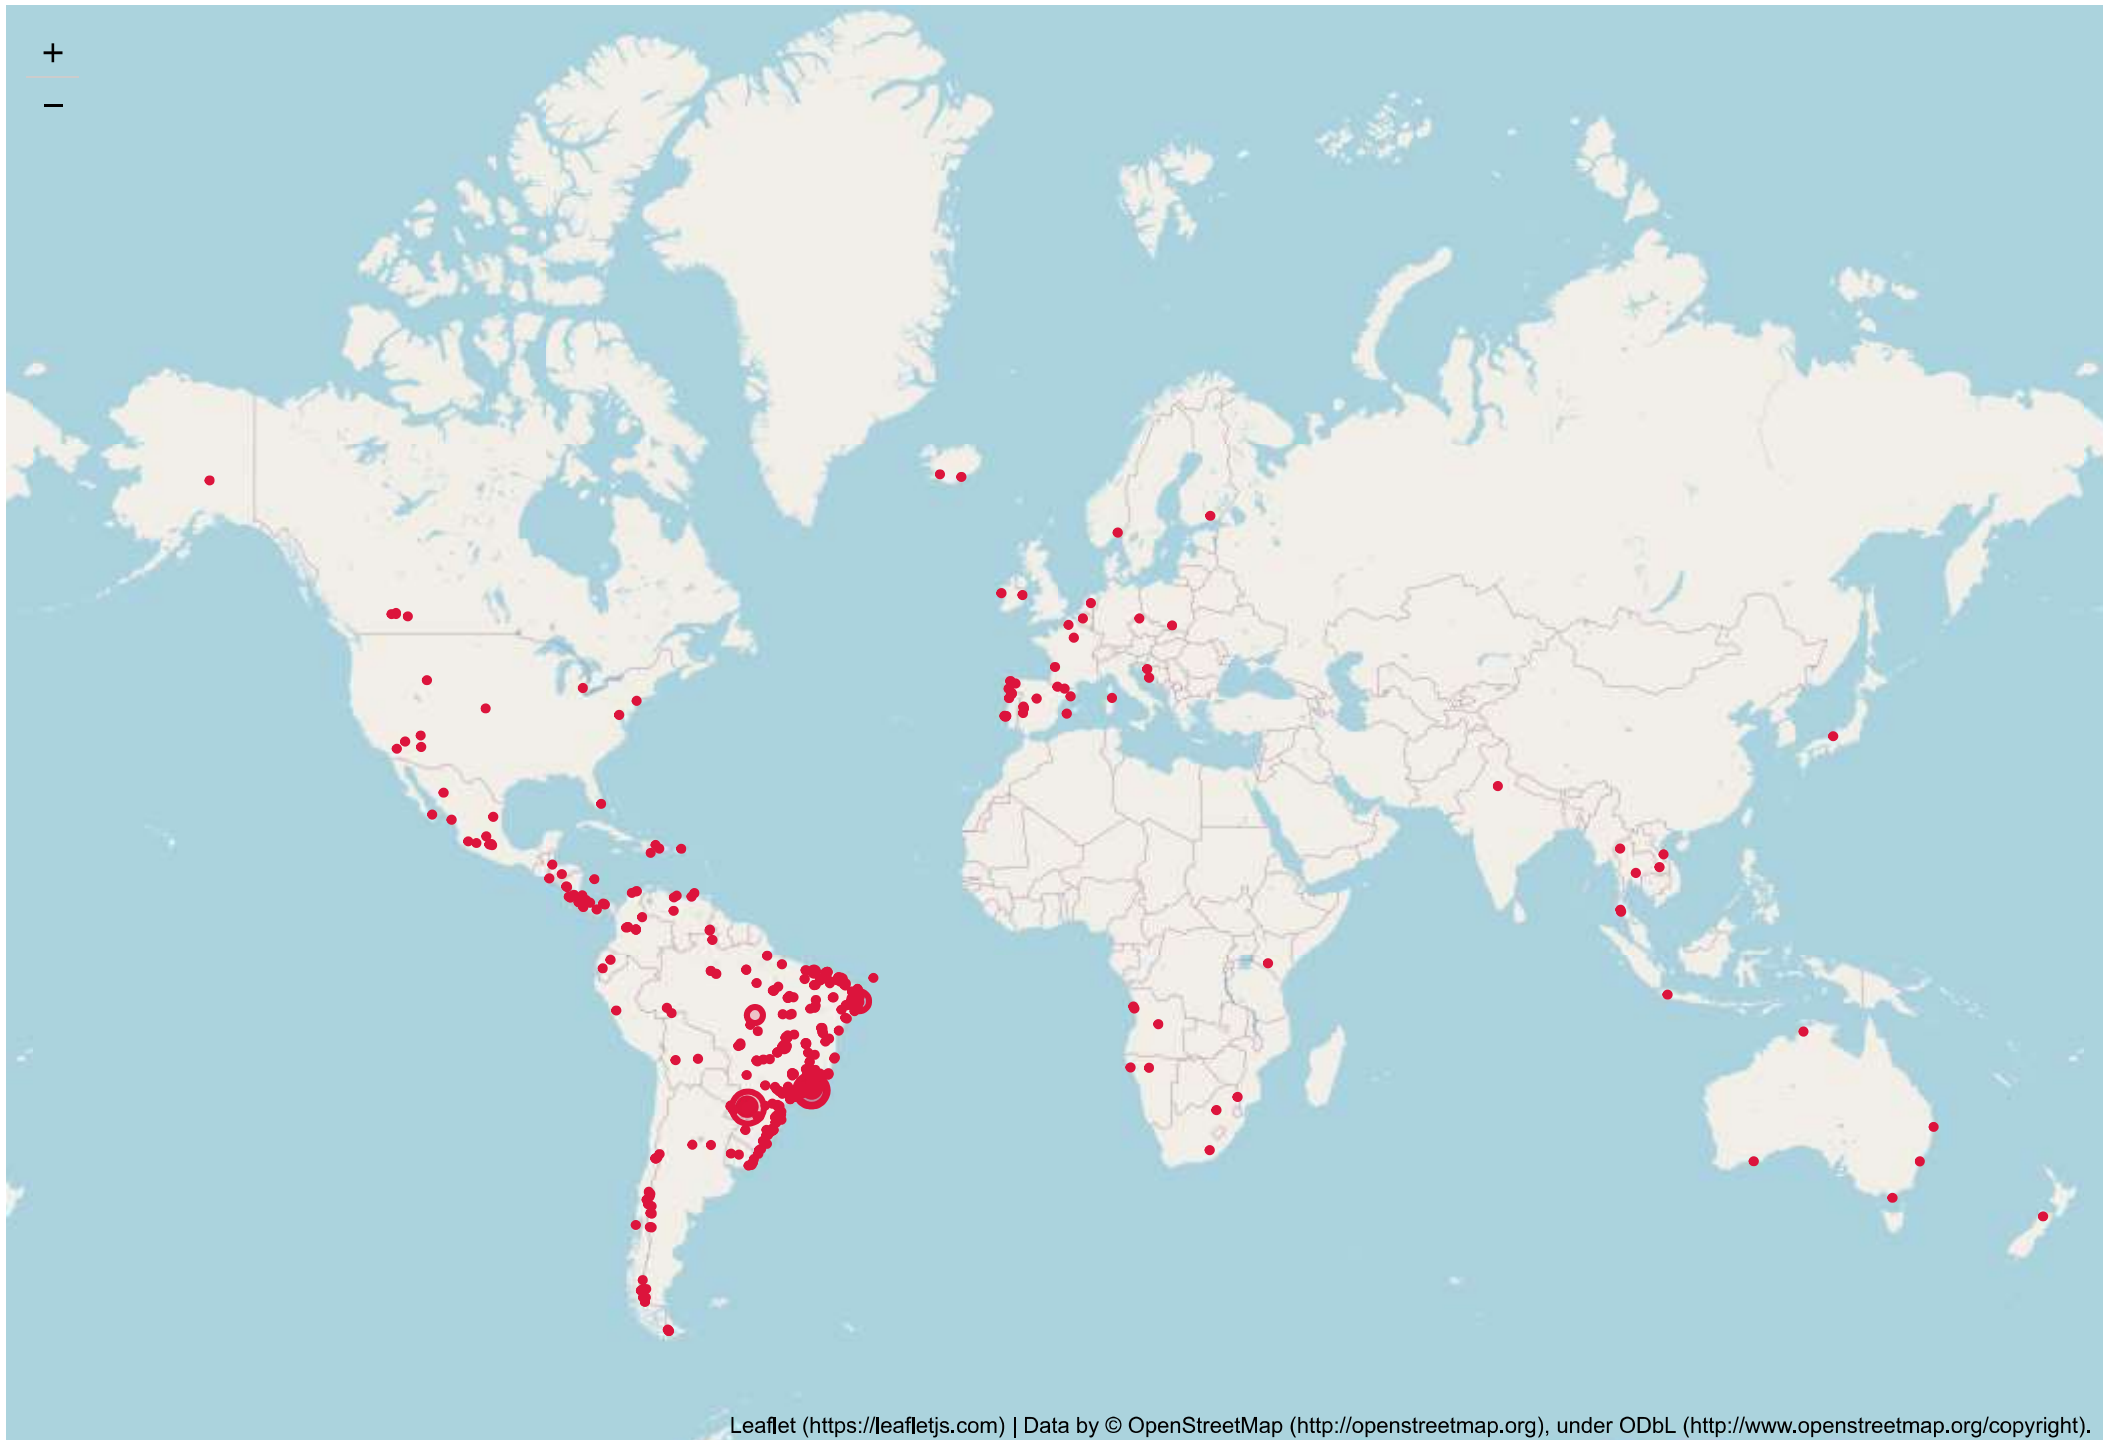 +
−
Leaflet (https://leafletjs.com) | Data by © OpenStreetMap (http://openstreetmap.org), under ODbL (http://www.openstreetmap.org/copyright).